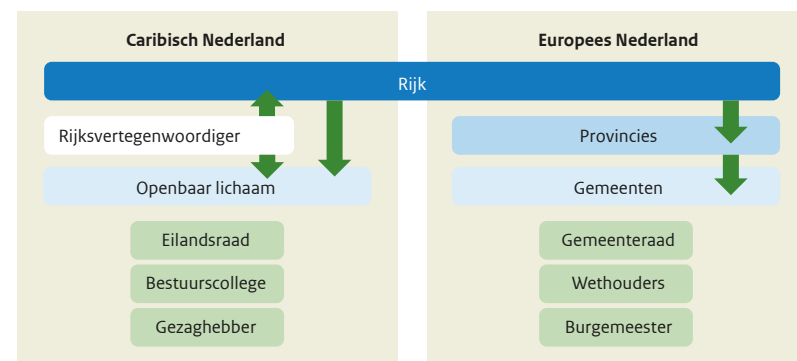 Caribisch Nederland
Europees Nederland
Rijk
Rijksvertegenwoordiger
Provincies
Openbaar lichaam
Gemeenten
Eilandsraad
Gemeenteraad
Bestuurscollege
Wethouders
Gezaghebber
Burgemeester